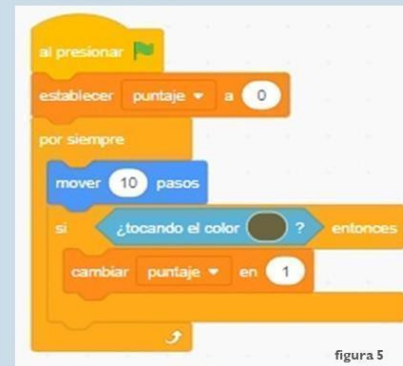 al presionar
establecer puntaje a 0
por siempre
mover 10 pasos
si ¿tocando el color ? entonces
cambiar puntaje en 1
figura 5